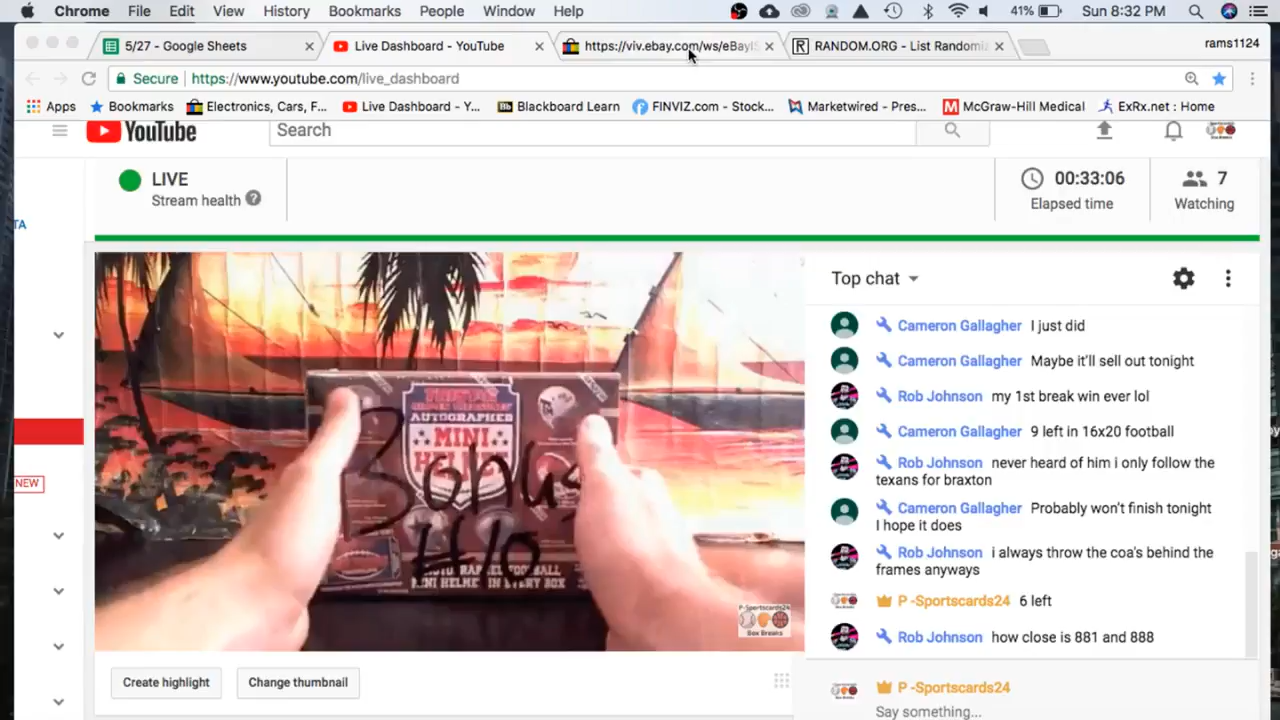 Chrome File Edit View History Bookmarks People Window Help 41% Sun 8:32 PM
5/27 - Google Sheets Live Dashboard - YouTube https://viv.ebay.com/ws/eBayI RANDOM.ORG - List Randomiz rams1124
Secure https://www.youtube.com/live_dashboard
Apps Bookmarks Electronics, Cars, F... Live Dashboard - Y... Blackboard Learn FINVIZ.com - Stock... Marketwired - Pres... McGraw-Hill Medical ExRx.net : Home
YouTube Search
LIVE
Stream health ?
00:33:06
Elapsed time
7
Watching
TA
NEW
AUTOGRAPHED
MINI
Bonus
#10
MINI HELMET IN EVERY BOX
P-Sportscards24
Box Breaks
Create highlight Change thumbnail
Top chat
Cameron Gallagher I just did
Cameron Gallagher Maybe it'll sell out tonight
Rob Johnson my 1st break win ever lol
Cameron Gallagher 9 left in 16x20 football
Rob Johnson never heard of him i only follow the
texans for braxton
Cameron Gallagher Probably won't finish tonight
I hope it does
Rob Johnson i always throw the coa's behind the
frames anyways
P -Sportscards24 6 left
Rob Johnson how close is 881 and 888
P -Sportscards24
Say something...